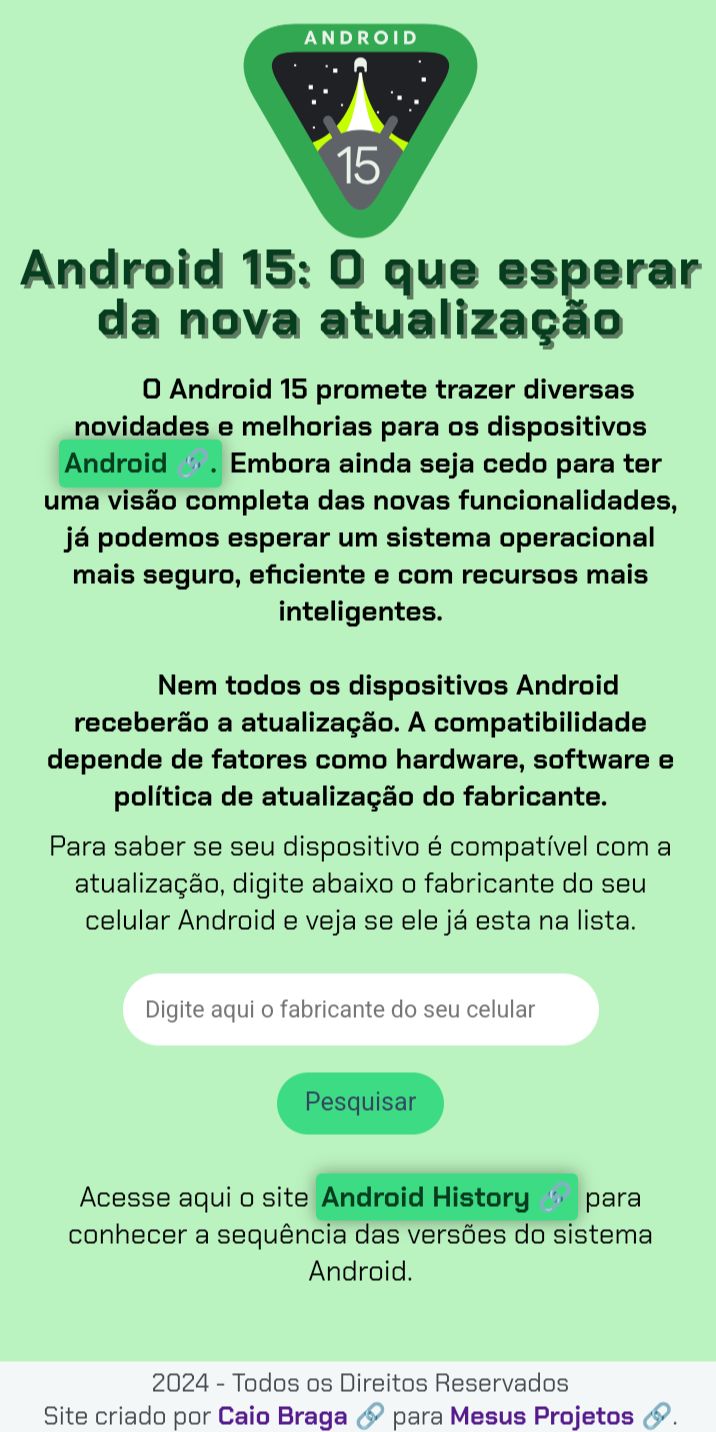 ANDROID
15
Android 15: O que esperar
da nova atualização
O Android 15 promete trazer diversas
novidades e melhorias para os dispositivos
Android 🔗. Embora ainda seja cedo para ter
uma visão completa das novas funcionalidades,
já podemos esperar um sistema operacional
mais seguro, eficiente e com recursos mais
inteligentes.
Nem todos os dispositivos Android
receberão a atualização. A compatibilidade
depende de fatores como hardware, software e
política de atualização do fabricante.
Para saber se seu dispositivo é compatível com a
atualização, digite abaixo o fabricante do seu
celular Android e veja se ele já esta na lista.
Digite aqui o fabricante do seu celular
Pesquisar
Acesse aqui o site Android History 🔗 para
conhecer a sequência das versões do sistema
Android.
2024 - Todos os Direitos Reservados
Site criado por Caio Braga 🔗 para Mesus Projetos 🔗.